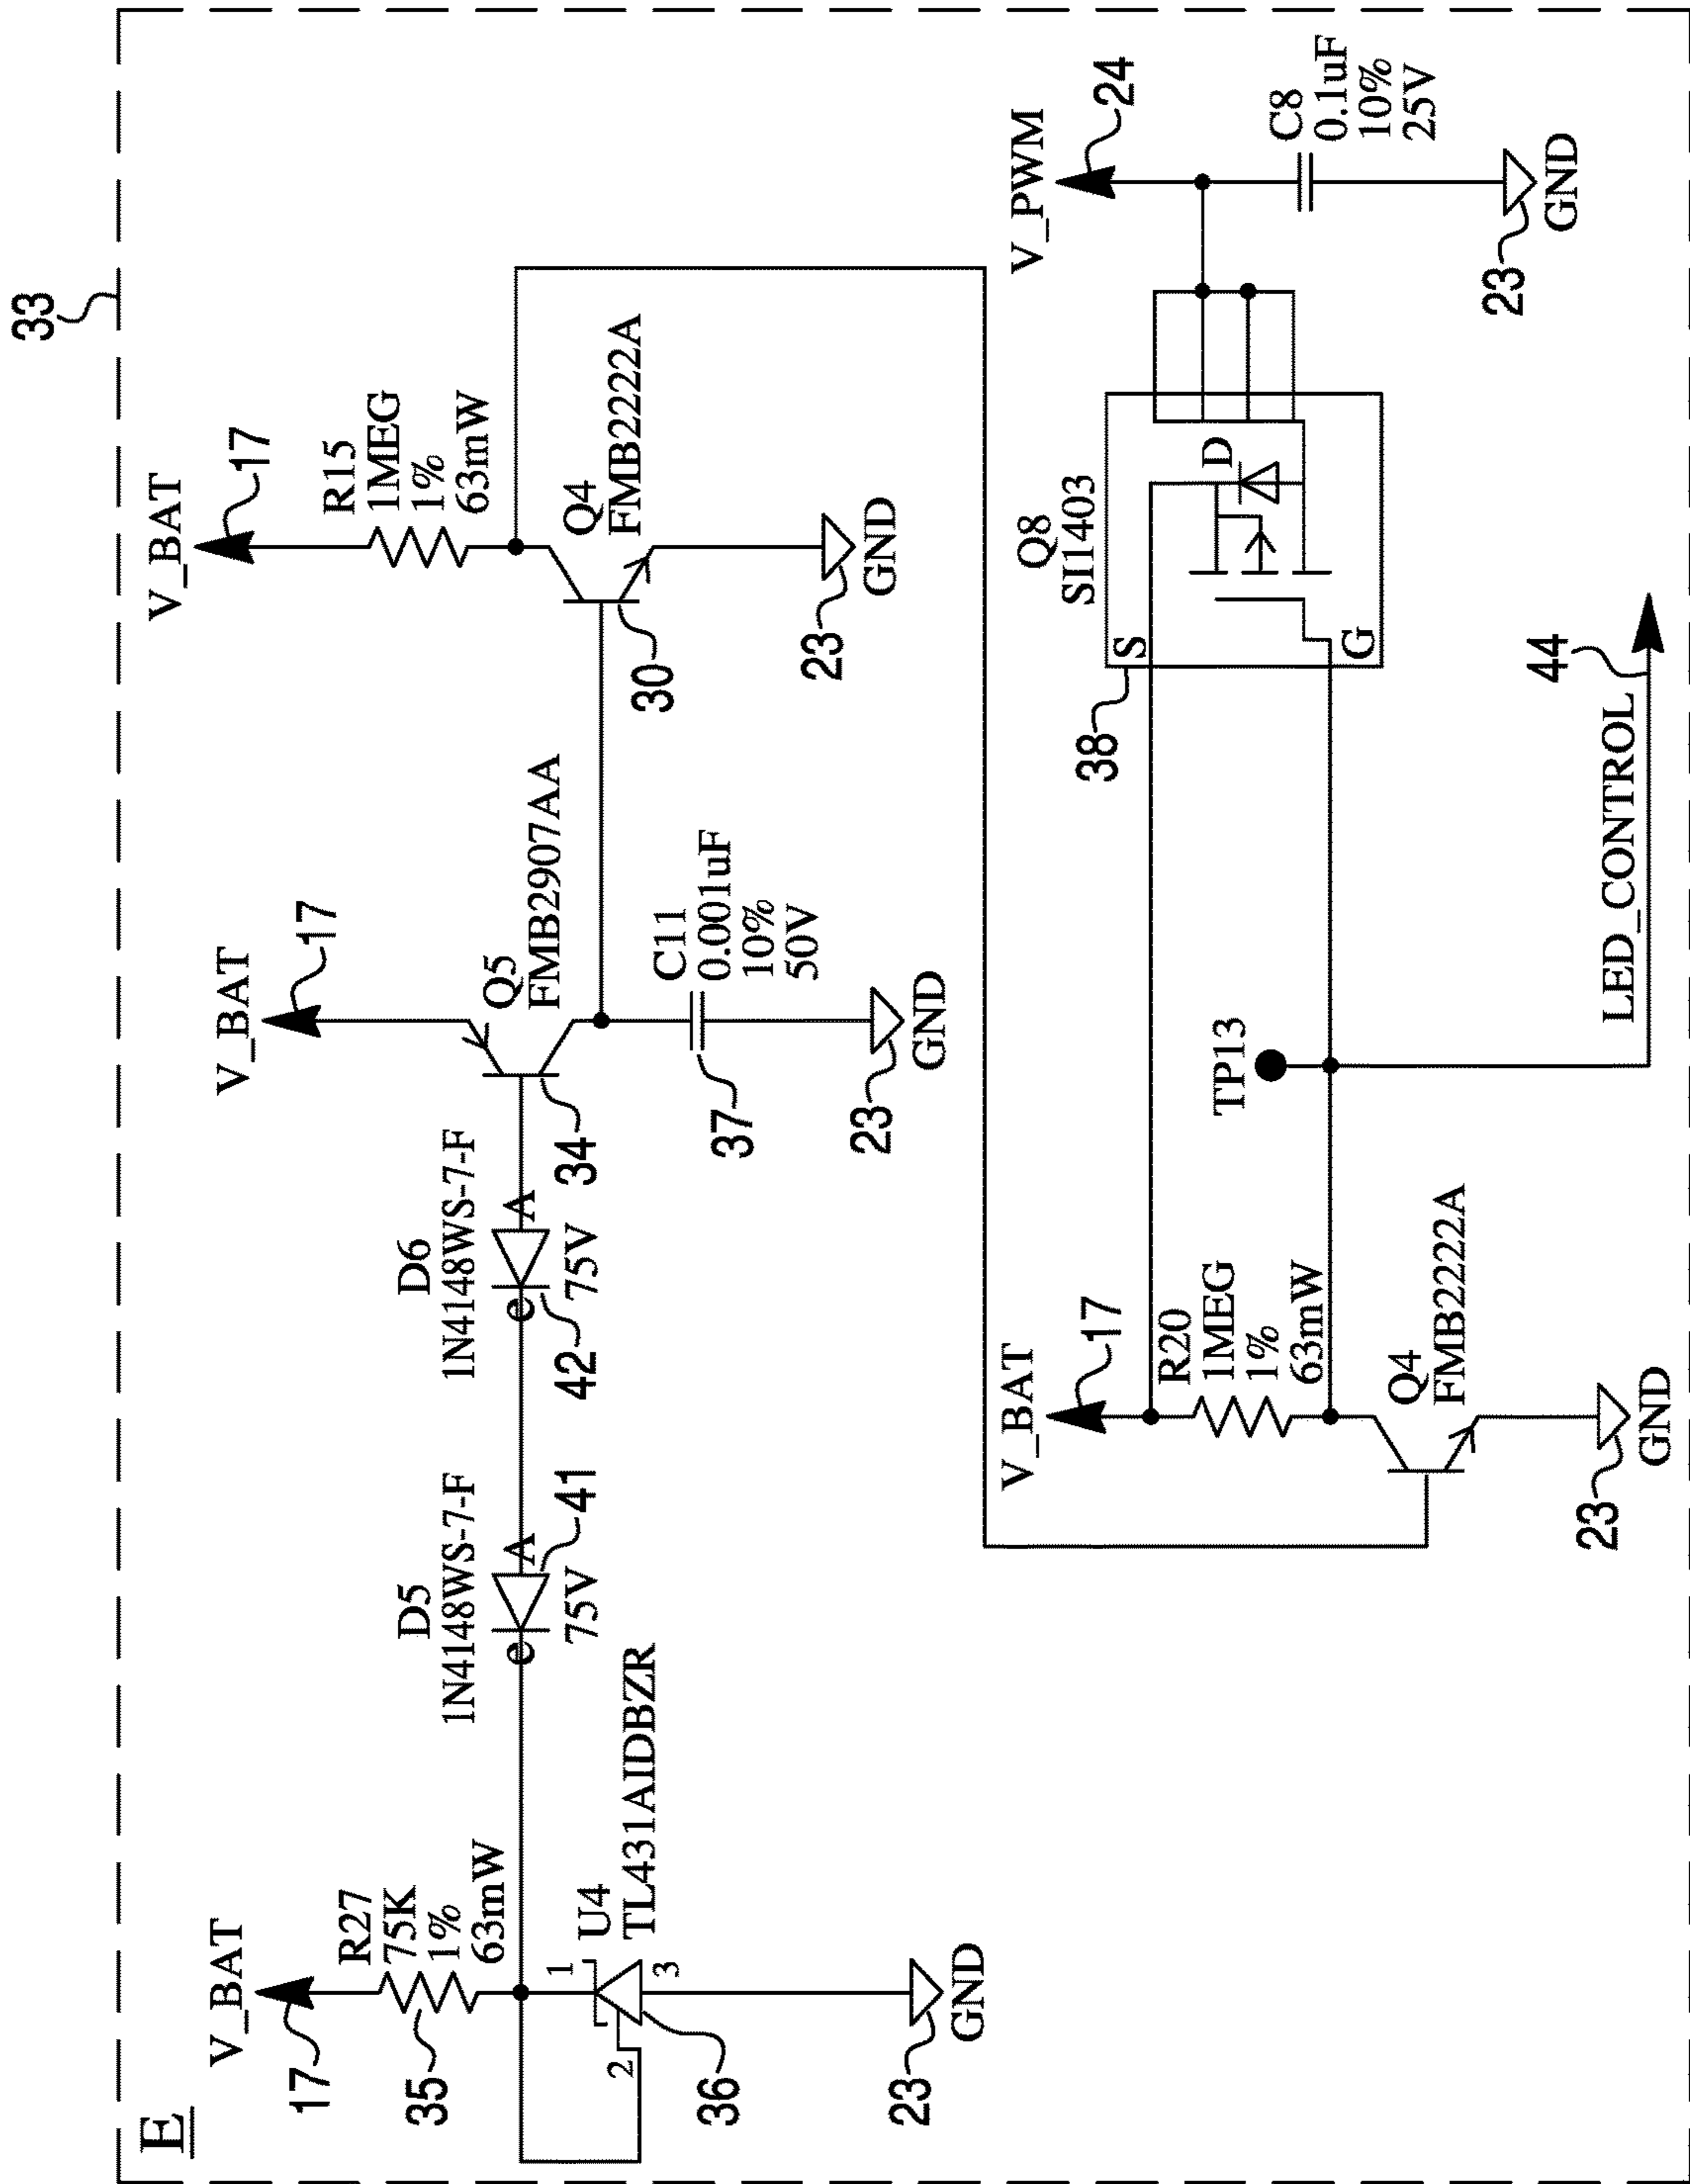 E
33
V_BAT
17
R27
75K
1%
63mW
35
U4
TL431AIDBZR
1
2
3
36
23
GND
D5
1N4148WS-7-F
A
e
75V
41
D6
1N4148WS-7-F
A
e
75V
42
V_BAT
17
Q5
FMB2907AA
34
C11
0.001uF
10%
50V
37
23
GND
V_BAT
17
R15
1MEG
1%
63mW
Q4
FMB2222A
30
23
GND
V_BAT
17
R20
1MEG
1%
63mW
Q4
FMB2222A
23
GND
TP13
LED_CONTROL
44
Q8
SI1403
S
D
G
38
V_PWM
24
C8
0.1uF
10%
25V
23
GND